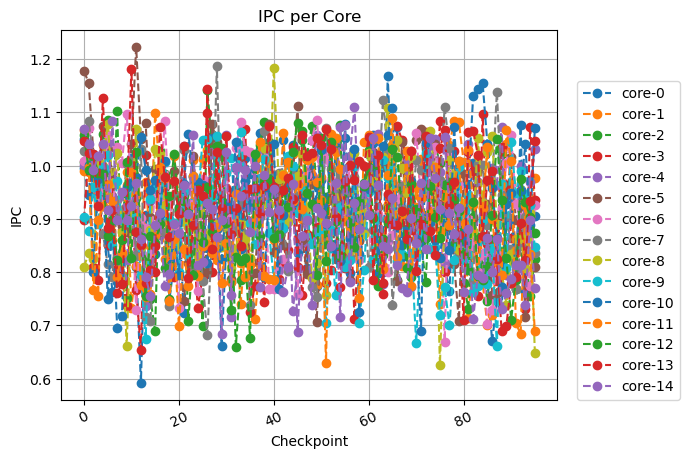 IPC per Core
IPC
1.2
1.1
1.0
0.9
0.8
0.7
0.6
0
20
40
60
80
Checkpoint
core-0
core-1
core-2
core-3
core-4
core-5
core-6
core-7
core-8
core-9
core-10
core-11
core-12
core-13
core-14